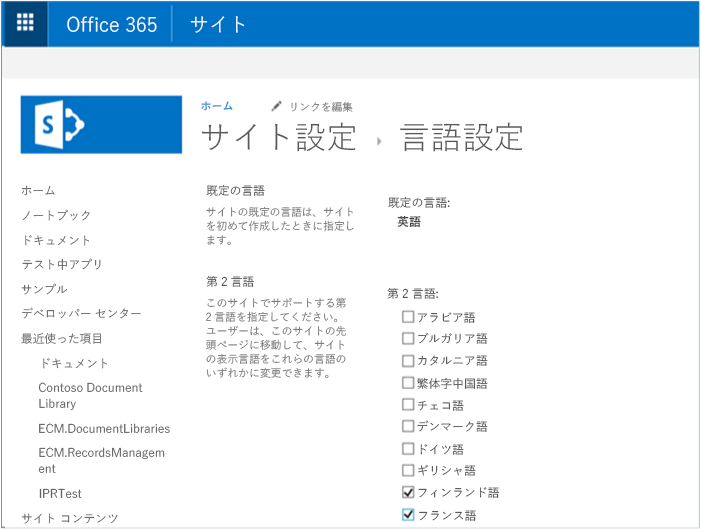 Office 365 サイト
ホーム リンクを編集
サイト設定 › 言語設定
ホーム
ノートブック
ドキュメント
テスト中アプリ
サンプル
デベロッパー センター
最近使った項目
ドキュメント
Contoso Document
Library
ECM.DocumentLibraries
ECM.RecordsManagem
ent
IPRTest
サイト コンテンツ
既定の言語
サイトの既定の言語は、サイト
を初めて作成したときに指定し
ます。
第 2 言語
このサイトでサポートする第
2 言語を指定してください。
ユーザーは、このサイトの先
頭ページに移動して、サイト
の表示言語をこれらの言語の
いずれかに変更できます。
既定の言語:
英語
第 2 言語:
アラビア語
ブルガリア語
カタルニア語
繁体字中国語
チェコ語
デンマーク語
ドイツ語
ギリシャ語
フィンランド語
フランス語